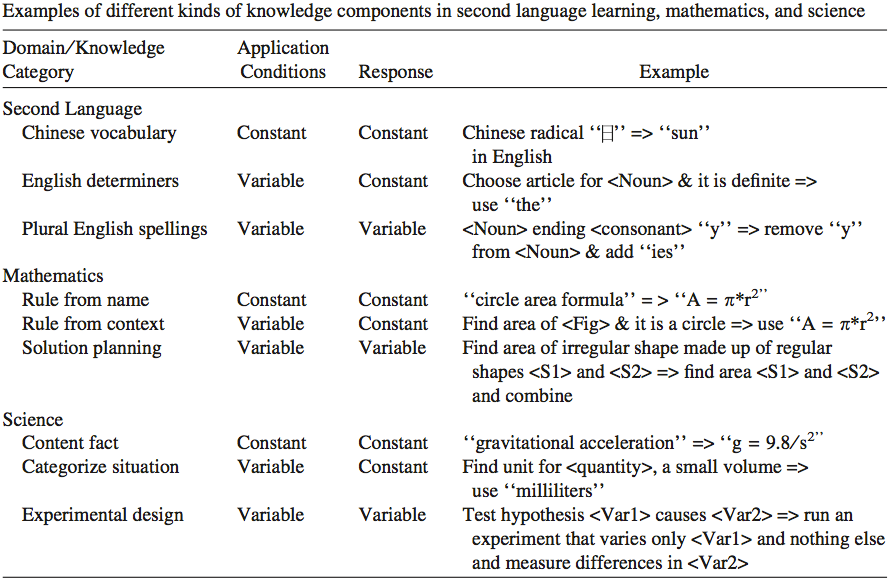 Examples of different kinds of knowledge components in second language learning, mathematics, and science
Domain/Knowledge Category Application Conditions Response Example
Second Language
Chinese vocabulary Constant Constant Chinese radical ‘‘日’’ => ‘‘sun’’
in English
English determiners Variable Constant Choose article for <Noun> & it is definite =>
use ‘‘the’’
Plural English spellings Variable Variable <Noun> ending <consonant> ‘‘y’’ => remove ‘‘y’’
from <Noun> & add ‘‘ies’’
Mathematics
Rule from name Constant Constant ‘‘circle area formula’’ = > ‘‘A = π*r²’’
Rule from context Variable Constant Find area of <Fig> & it is a circle => use ‘‘A = π*r²’’
Solution planning Variable Variable Find area of irregular shape made up of regular
shapes <S1> and <S2> => find area <S1> and <S2>
and combine
Science
Content fact Constant Constant ‘‘gravitational acceleration’’ => ‘‘g = 9.8/s²’’
Categorize situation Variable Constant Find unit for <quantity>, a small volume =>
use ‘‘milliliters’’
Experimental design Variable Variable Test hypothesis <Var1> causes <Var2> => run an
experiment that varies only <Var1> and nothing else
and measure differences in <Var2>